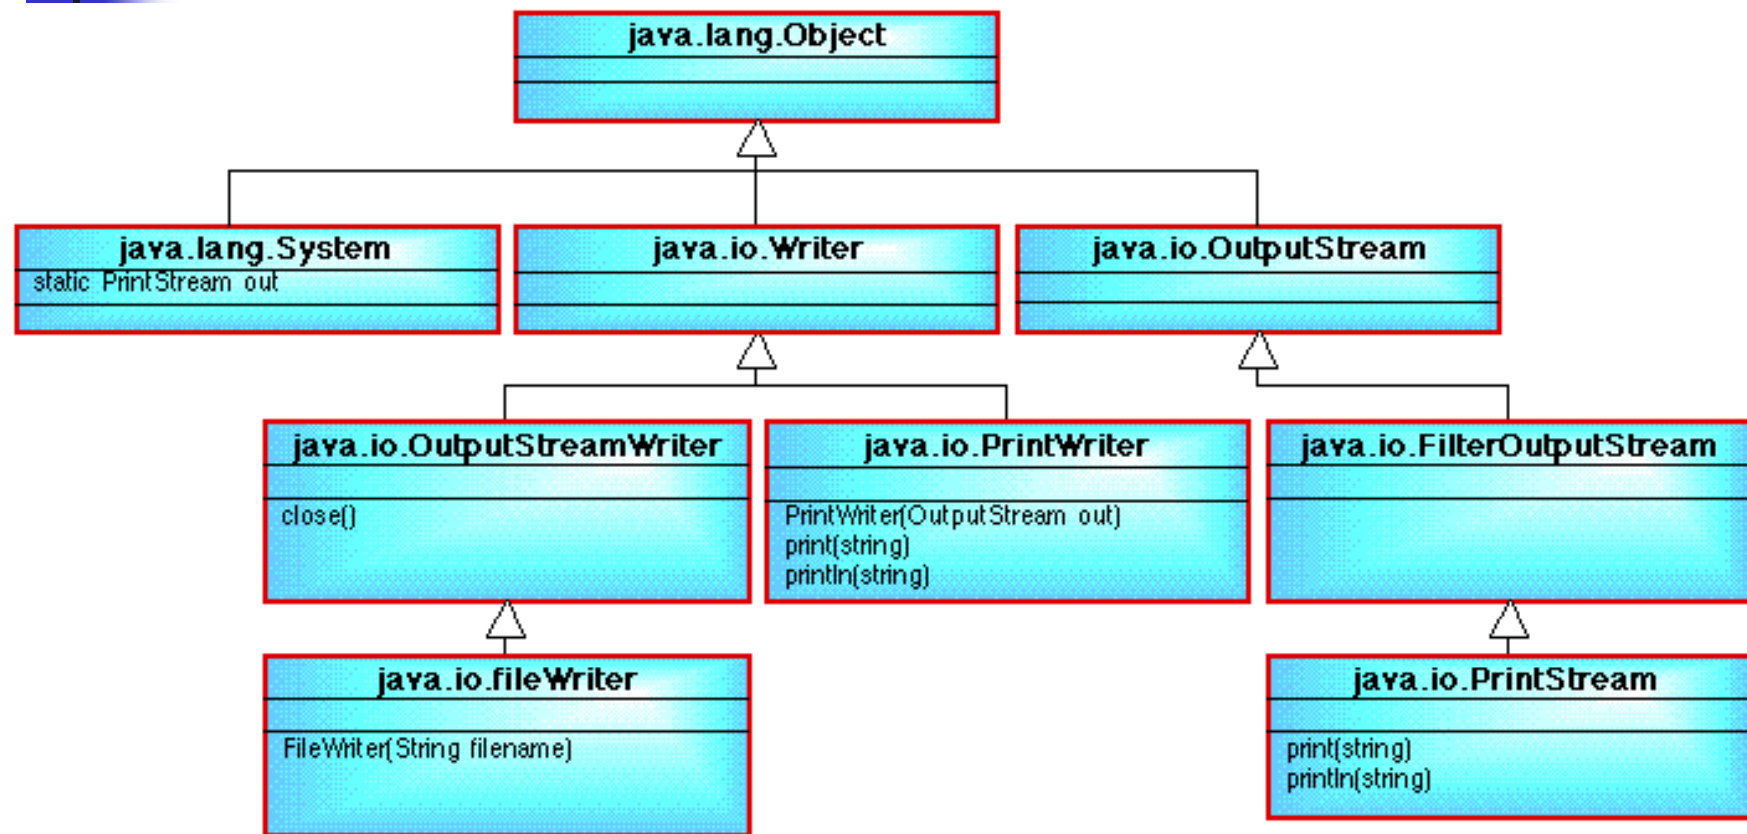 java.lang.Object
java.lang.System
static PrintStream out
java.io.Writer
java.io.OutputStream
java.io.OutputStreamWriter
close()
java.io.PrintWriter
PrintWriter(OutputStream out)
print(string)
println(string)
java.io.FilterOutputStream
java.io.fileWriter
FileWriter(String filename)
java.io.PrintStream
print(string)
println(string)